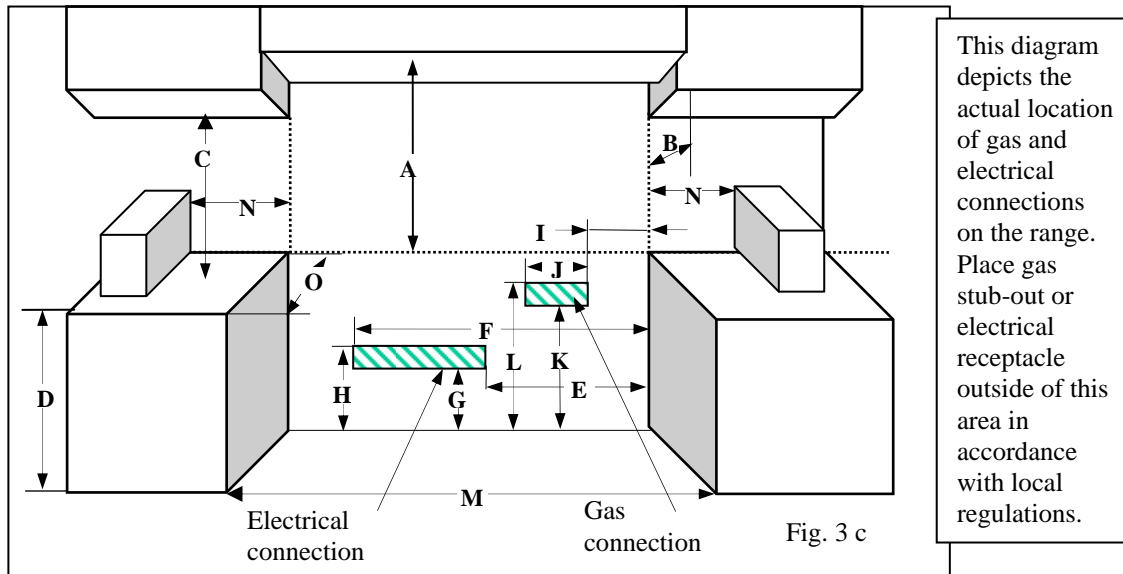 A
B
C
N
N
I
O
J
F
L
K
E
H
G
D
M
Electrical
connection
Gas
connection
Fig. 3 c
This diagram
depicts the
actual location
of gas and
electrical
connections
on the range.
Place gas
stub-out or
electrical
receptacle
outside of this
area in
accordance
with local
regulations.